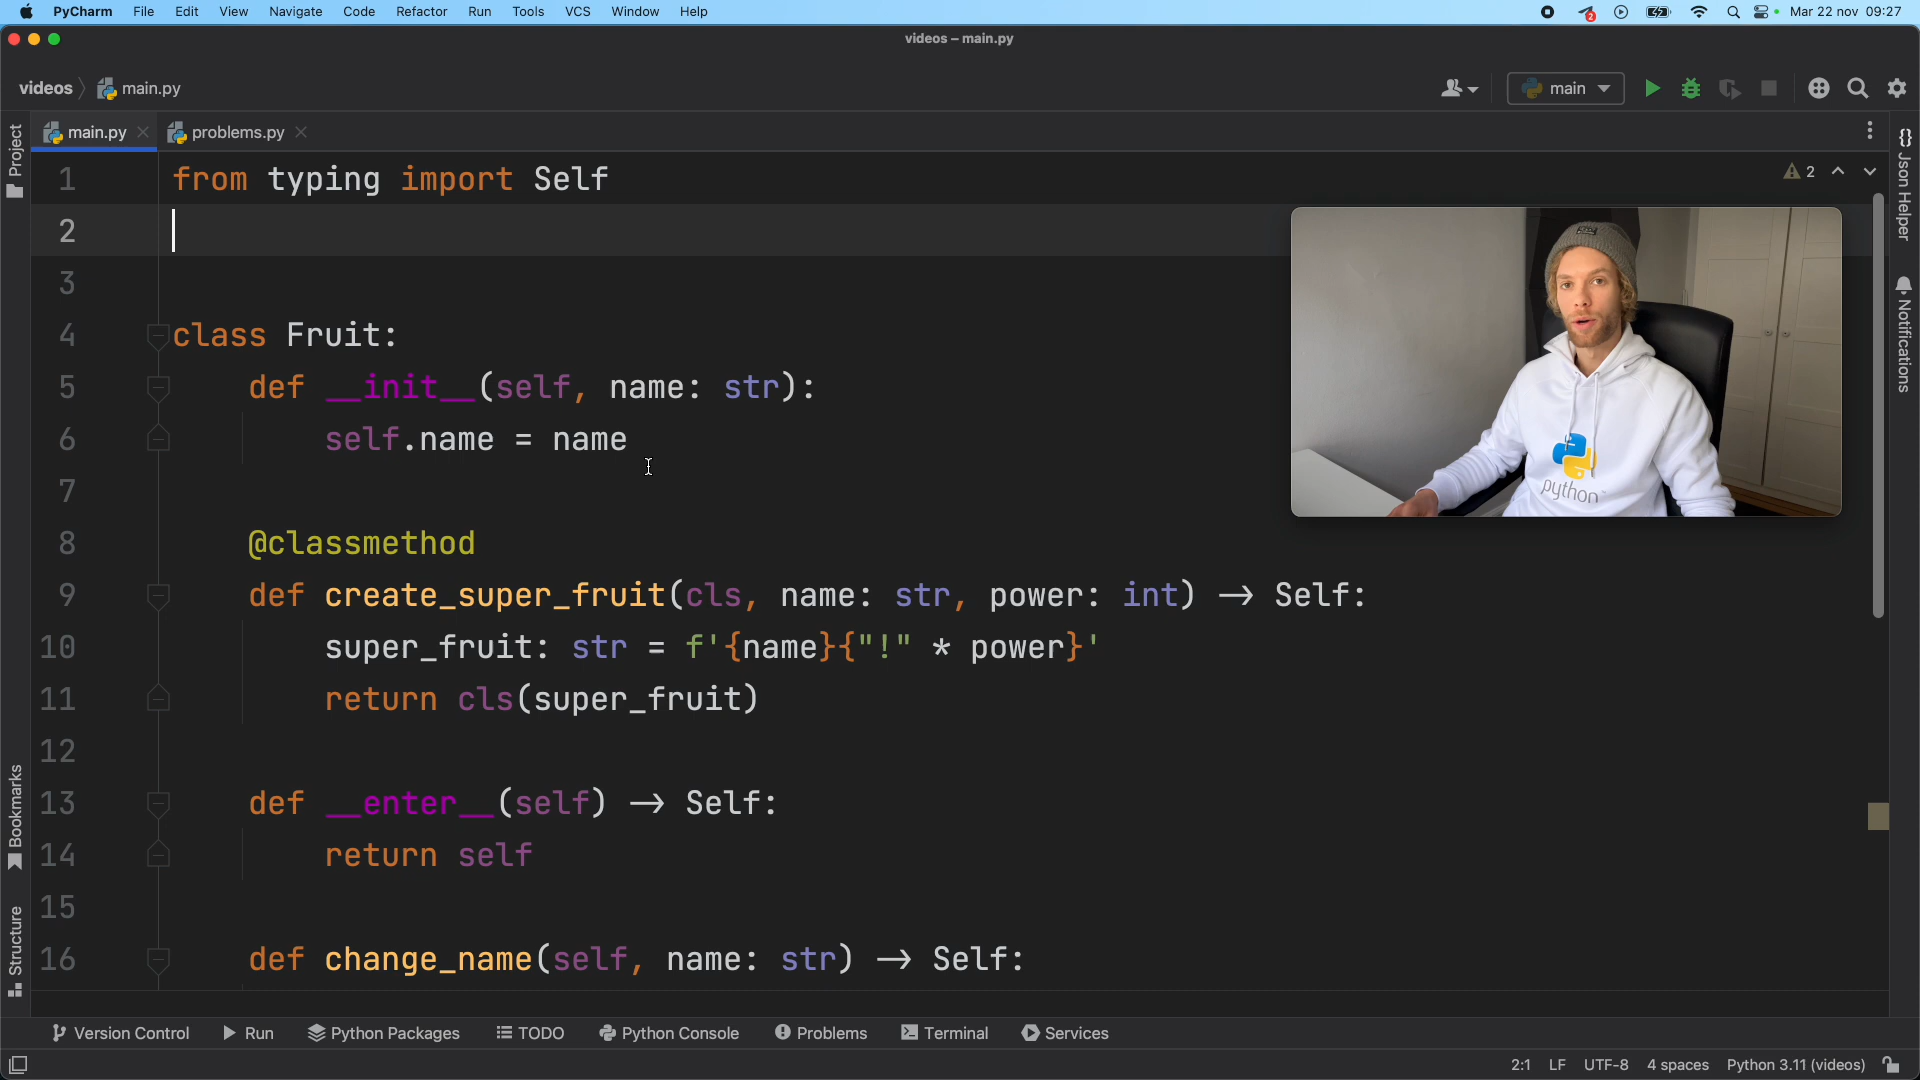 PyCharm File Edit View Navigate Code Refactor Run Tools VCS Window Help 2 Mar 22 nov 09:27
videos – main.py
videos main.py main
main.py problems.py
Project
Json Helper
Notifications
Bookmarks
Structure
2
1 from typing import Self
2
3
4 class Fruit:
5 def __init__(self, name: str):
6 self.name = name
7
8 @classmethod
9 def create_super_fruit(cls, name: str, power: int) → Self:
10 super_fruit: str = f'{name}{"!" * power}'
11 return cls(super_fruit)
12
13 def __enter__(self) → Self:
14 return self
15
16 def change_name(self, name: str) → Self:
python
Version Control Run Python Packages TODO Python Console Problems Terminal Services
2:1 LF UTF-8 4 spaces Python 3.11 (videos)